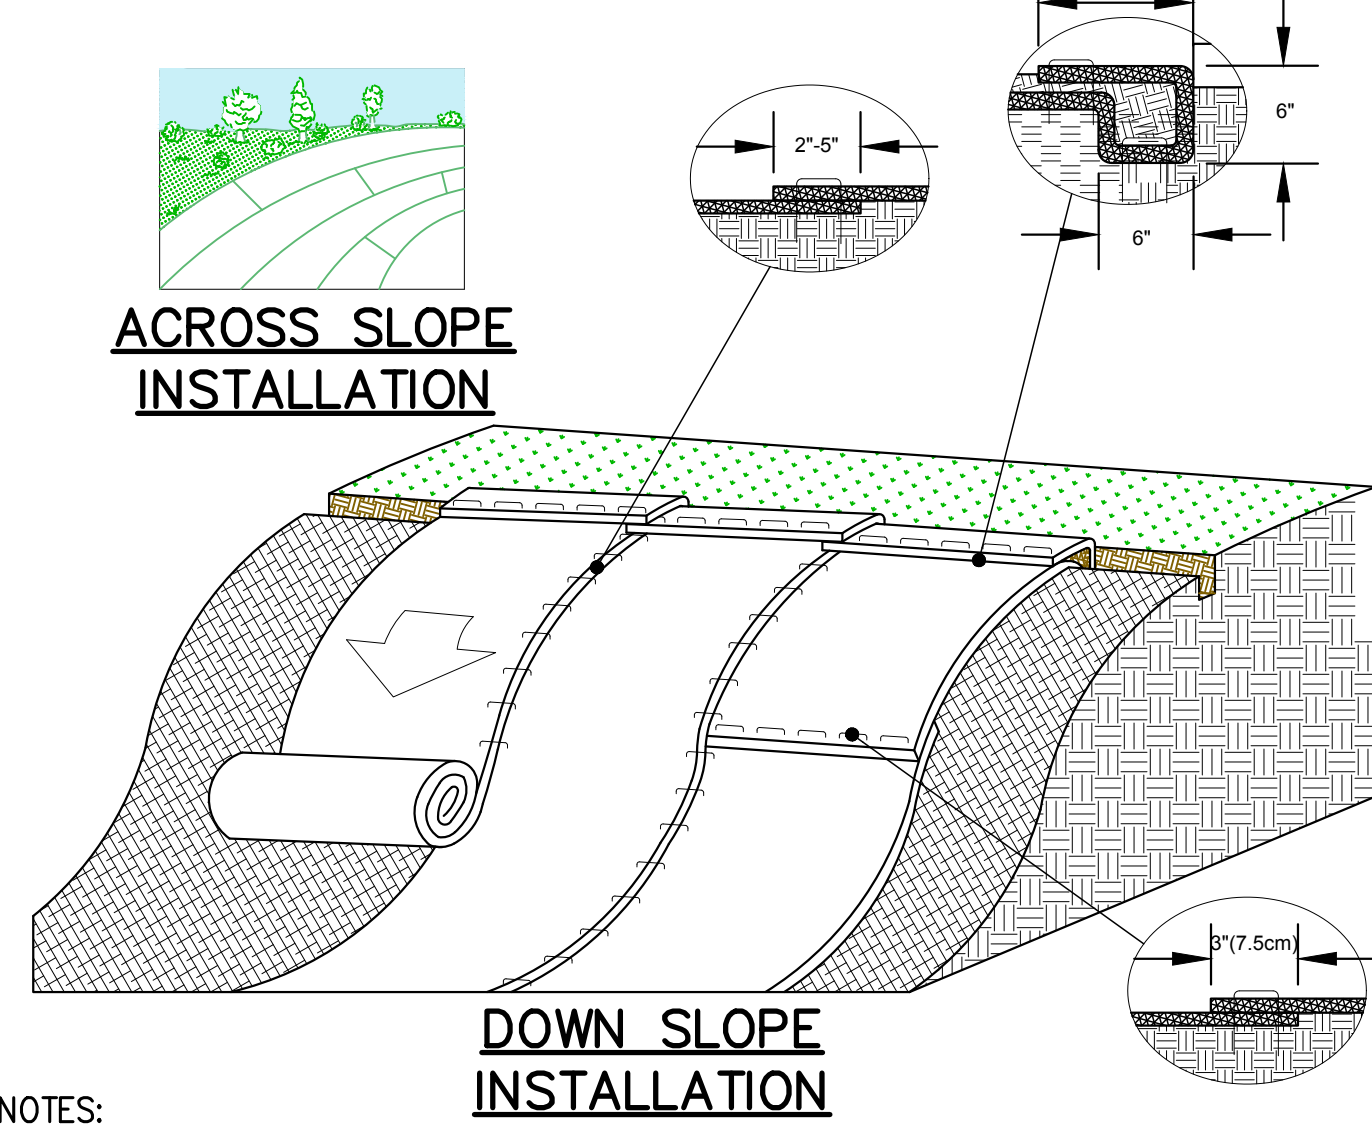 2"-5"
6"
6"
ACROSS SLOPE
INSTALLATION
3"(7.5cm)
DOWN SLOPE
INSTALLATION
NOTES: